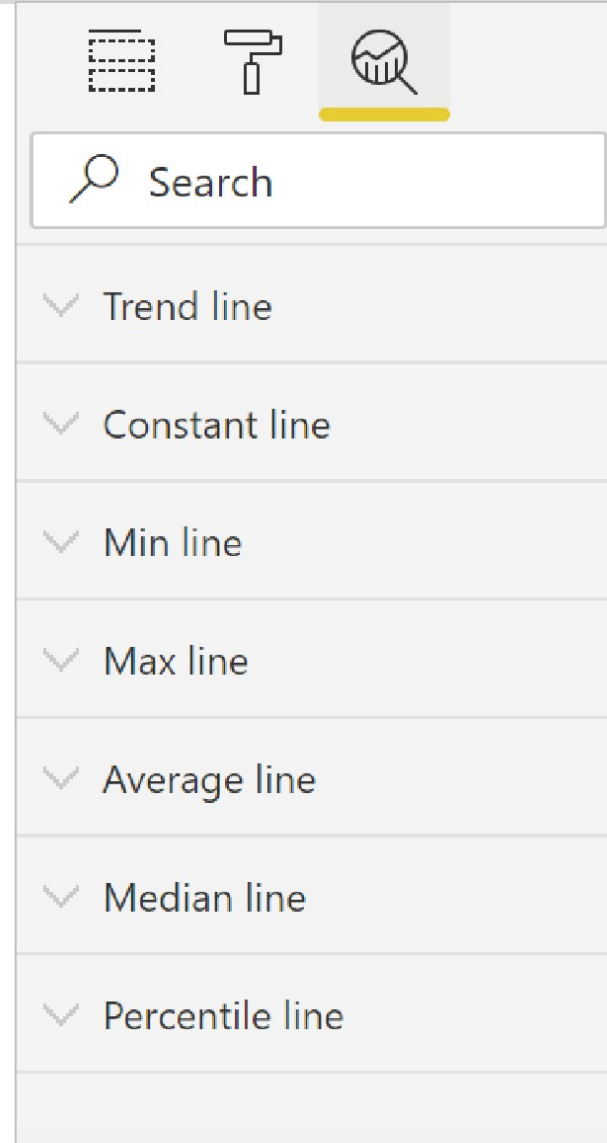 Search
Trend line
Constant line
Min line
Max line
Average line
Median line
Percentile line